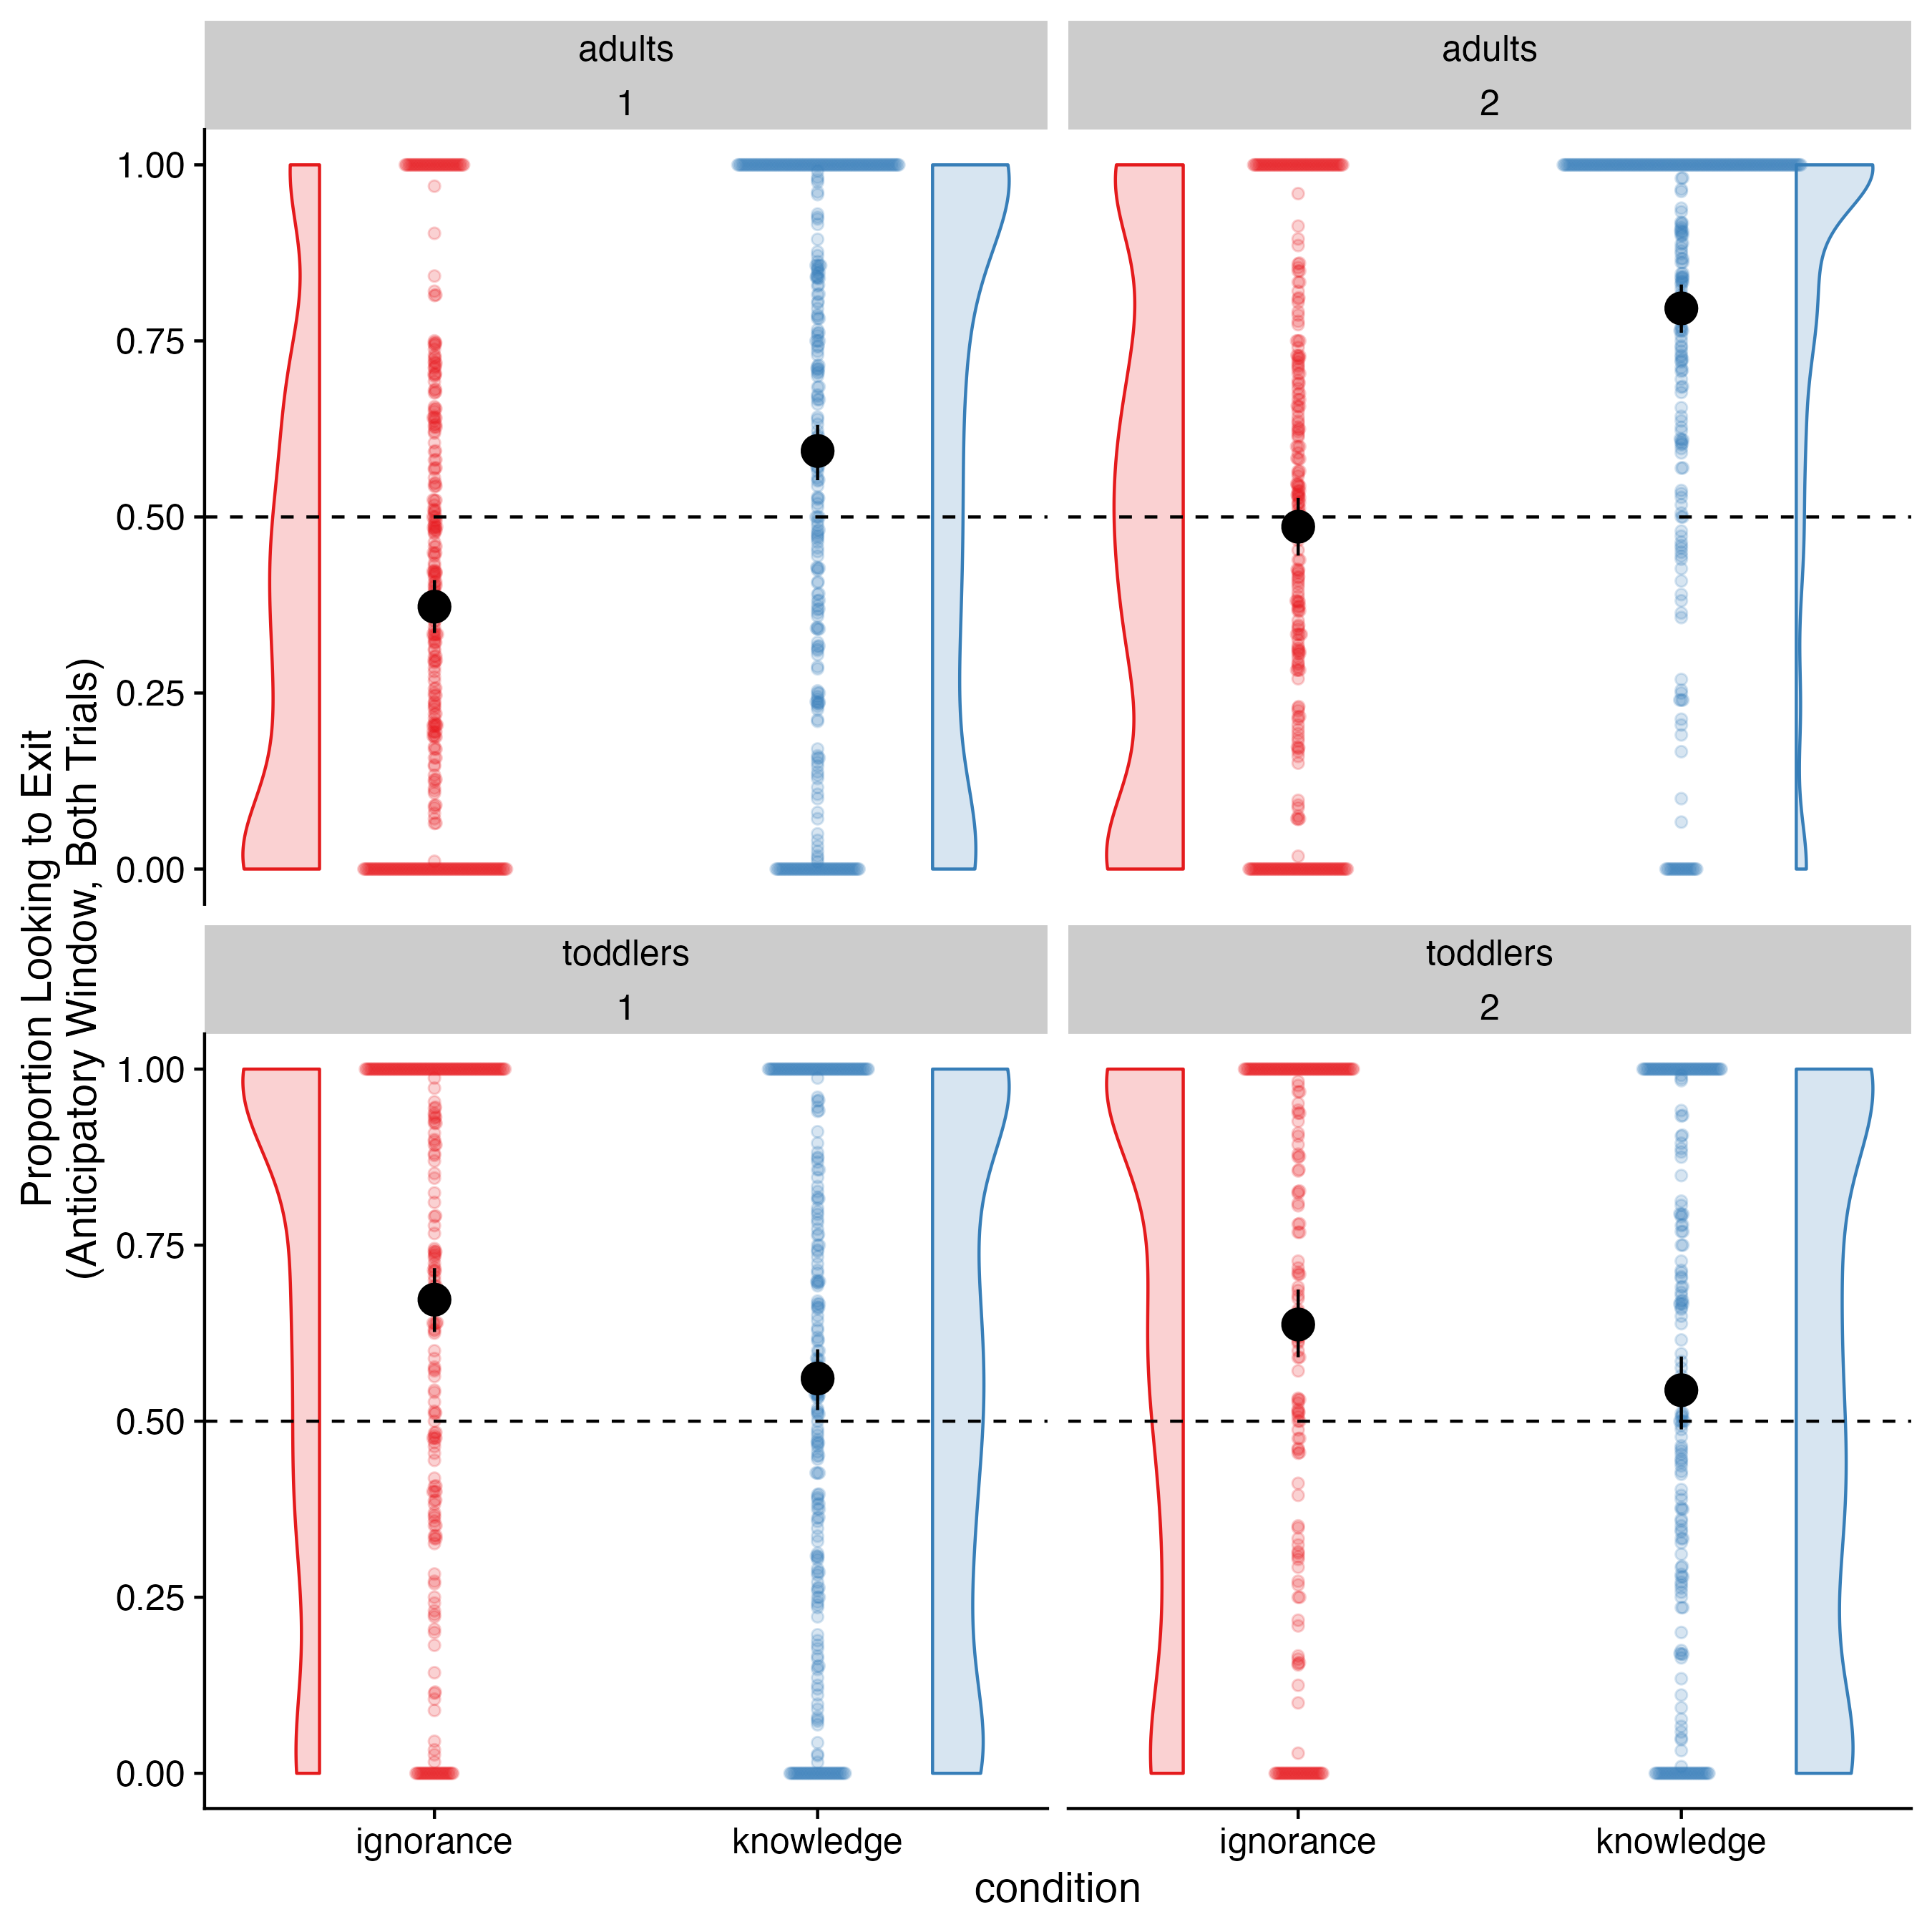 adults
1
adults
2
1.00
0.75
0.50
0.25
0.00
toddlers
1
toddlers
2
1.00
0.75
0.50
0.25
0.00
Proportion Looking to Exit
(Anticipatory Window, Both Trials)
ignorance
knowledge
ignorance
knowledge
condition